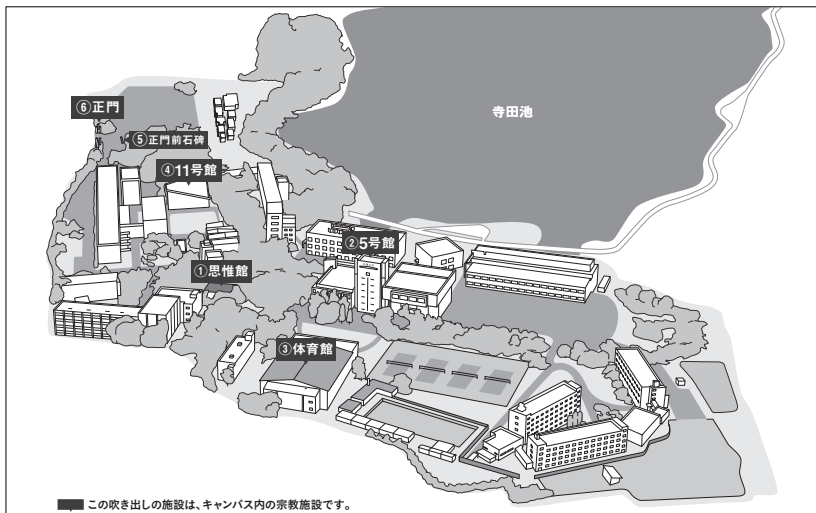 寺田池
⑥正門
⑤正門前石碑
④11号館
②5号館
①思惟館
③体育館
この吹き出しの施設は、キャンパス内の宗教施設です。